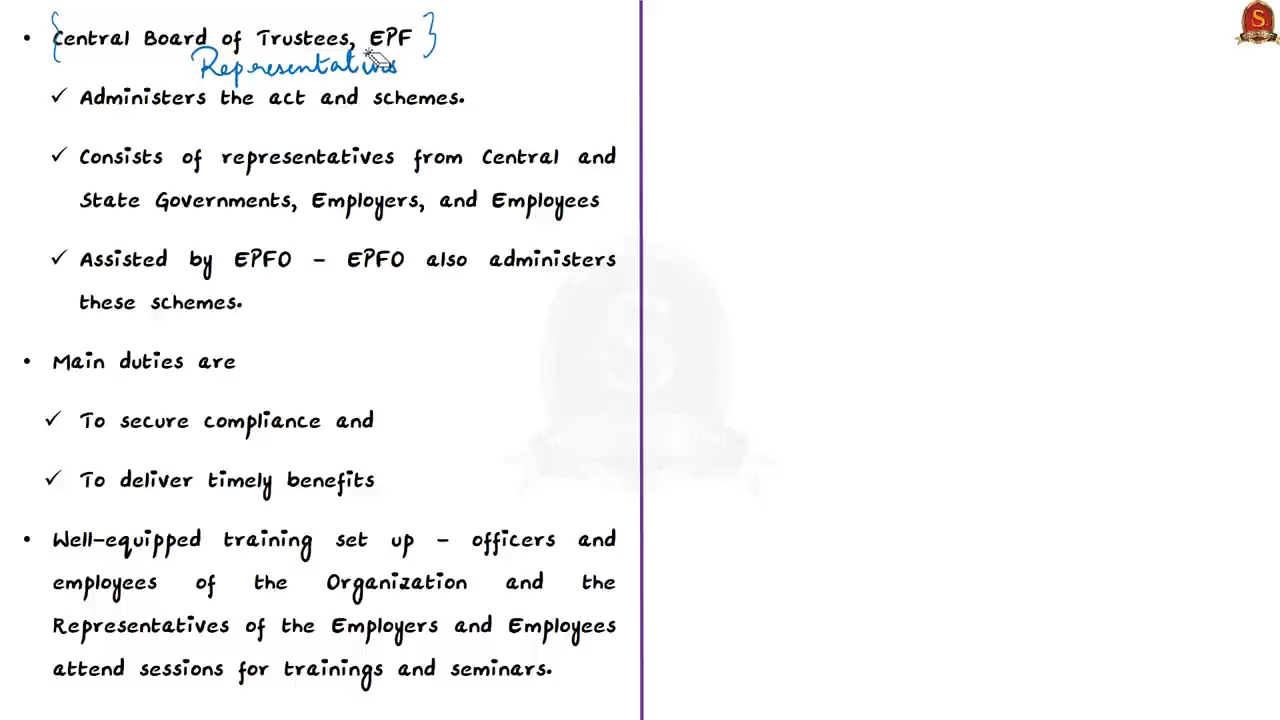 • Central Board of Trustees, EPF
Representatives
✓ Administers the act and schemes.
✓ Consists of representatives from Central and
State Governments, Employers, and Employees
✓ Assisted by EPFO – EPFO also administers
these schemes.
• Main duties are
✓ To secure compliance and
✓ To deliver timely benefits
• Well-equipped training set up – officers and
employees of the Organization and the
Representatives of the Employers and Employees
attend sessions for trainings and seminars.
S